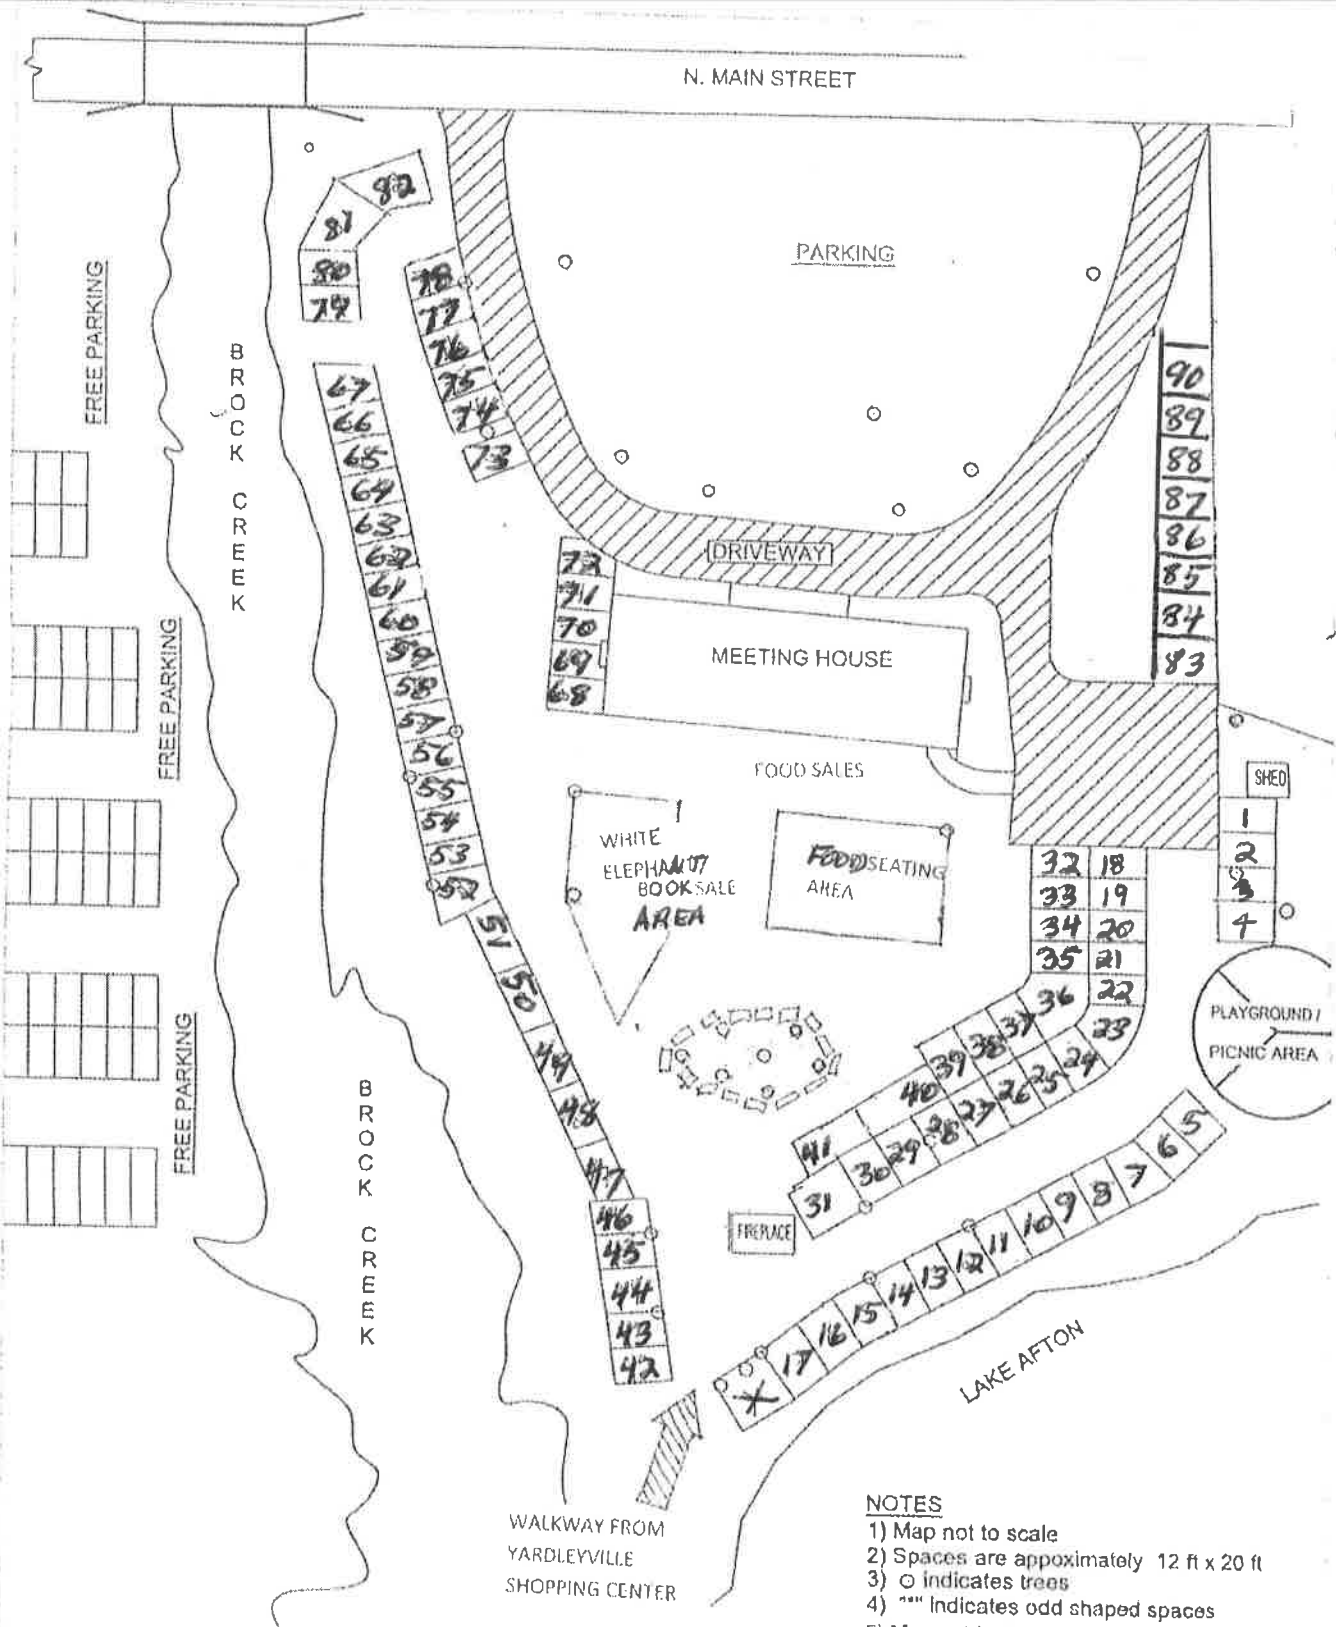 N. MAIN STREET
82
81
80
79
FREE PARKING
BROCK CREEK
PARKING
78
77
76
75
74
73
67
66
65
64
63
62
61
60
59
58
57
56
55
54
53
52
51
50
49
48
47
46
45
44
43
42
90
89
88
87
86
85
84
83
DRIVEWAY
72
71
70
69
68
MEETING HOUSE
FREE PARKING
FOOD SALES
SHED
WHITE
ELEPHANT/
BOOK SALE
AREA
FOOD SEATING
AREA
1
2
3
4
32 18
33 19
34 20
35 21
36 22
37 23
38 24
39 25
40 26
41 27
28
29
30
31
PLAYGROUND /
PICNIC AREA
FREE PARKING
BROCK CREEK
FIREPLACE
5
6
7
8
9
10
11
12
13
14
15
16
17
X
LAKE AFTON
WALKWAY FROM
YARDLEYVILLE
SHOPPING CENTER
NOTES
1) Map not to scale
2) Spaces are appoximately 12 ft x 20 ft
3) O indicates trees
4) "*" Indicates odd shaped spaces